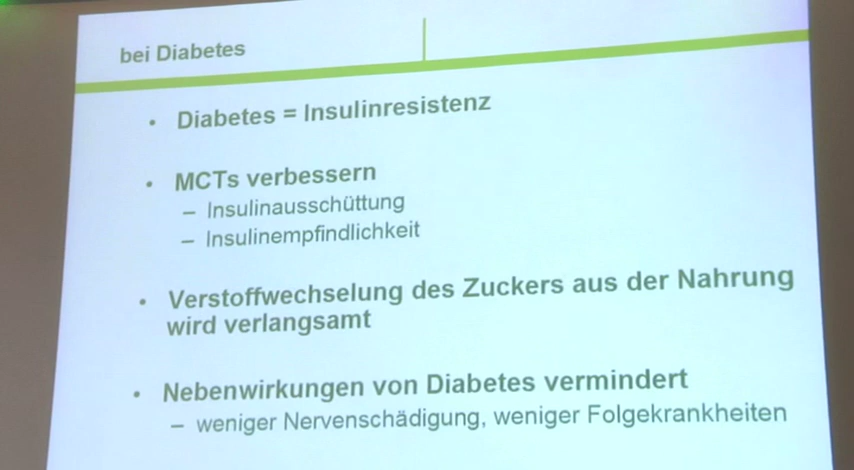 bei Diabetes
• Diabetes = Insulinresistenz
• MCTs verbessern
– Insulinausschüttung
– Insulinempfindlichkeit
• Verstoffwechselung des Zuckers aus der Nahrung
wird verlangsamt
• Nebenwirkungen von Diabetes vermindert
– weniger Nervenschädigung, weniger Folgekrankheiten